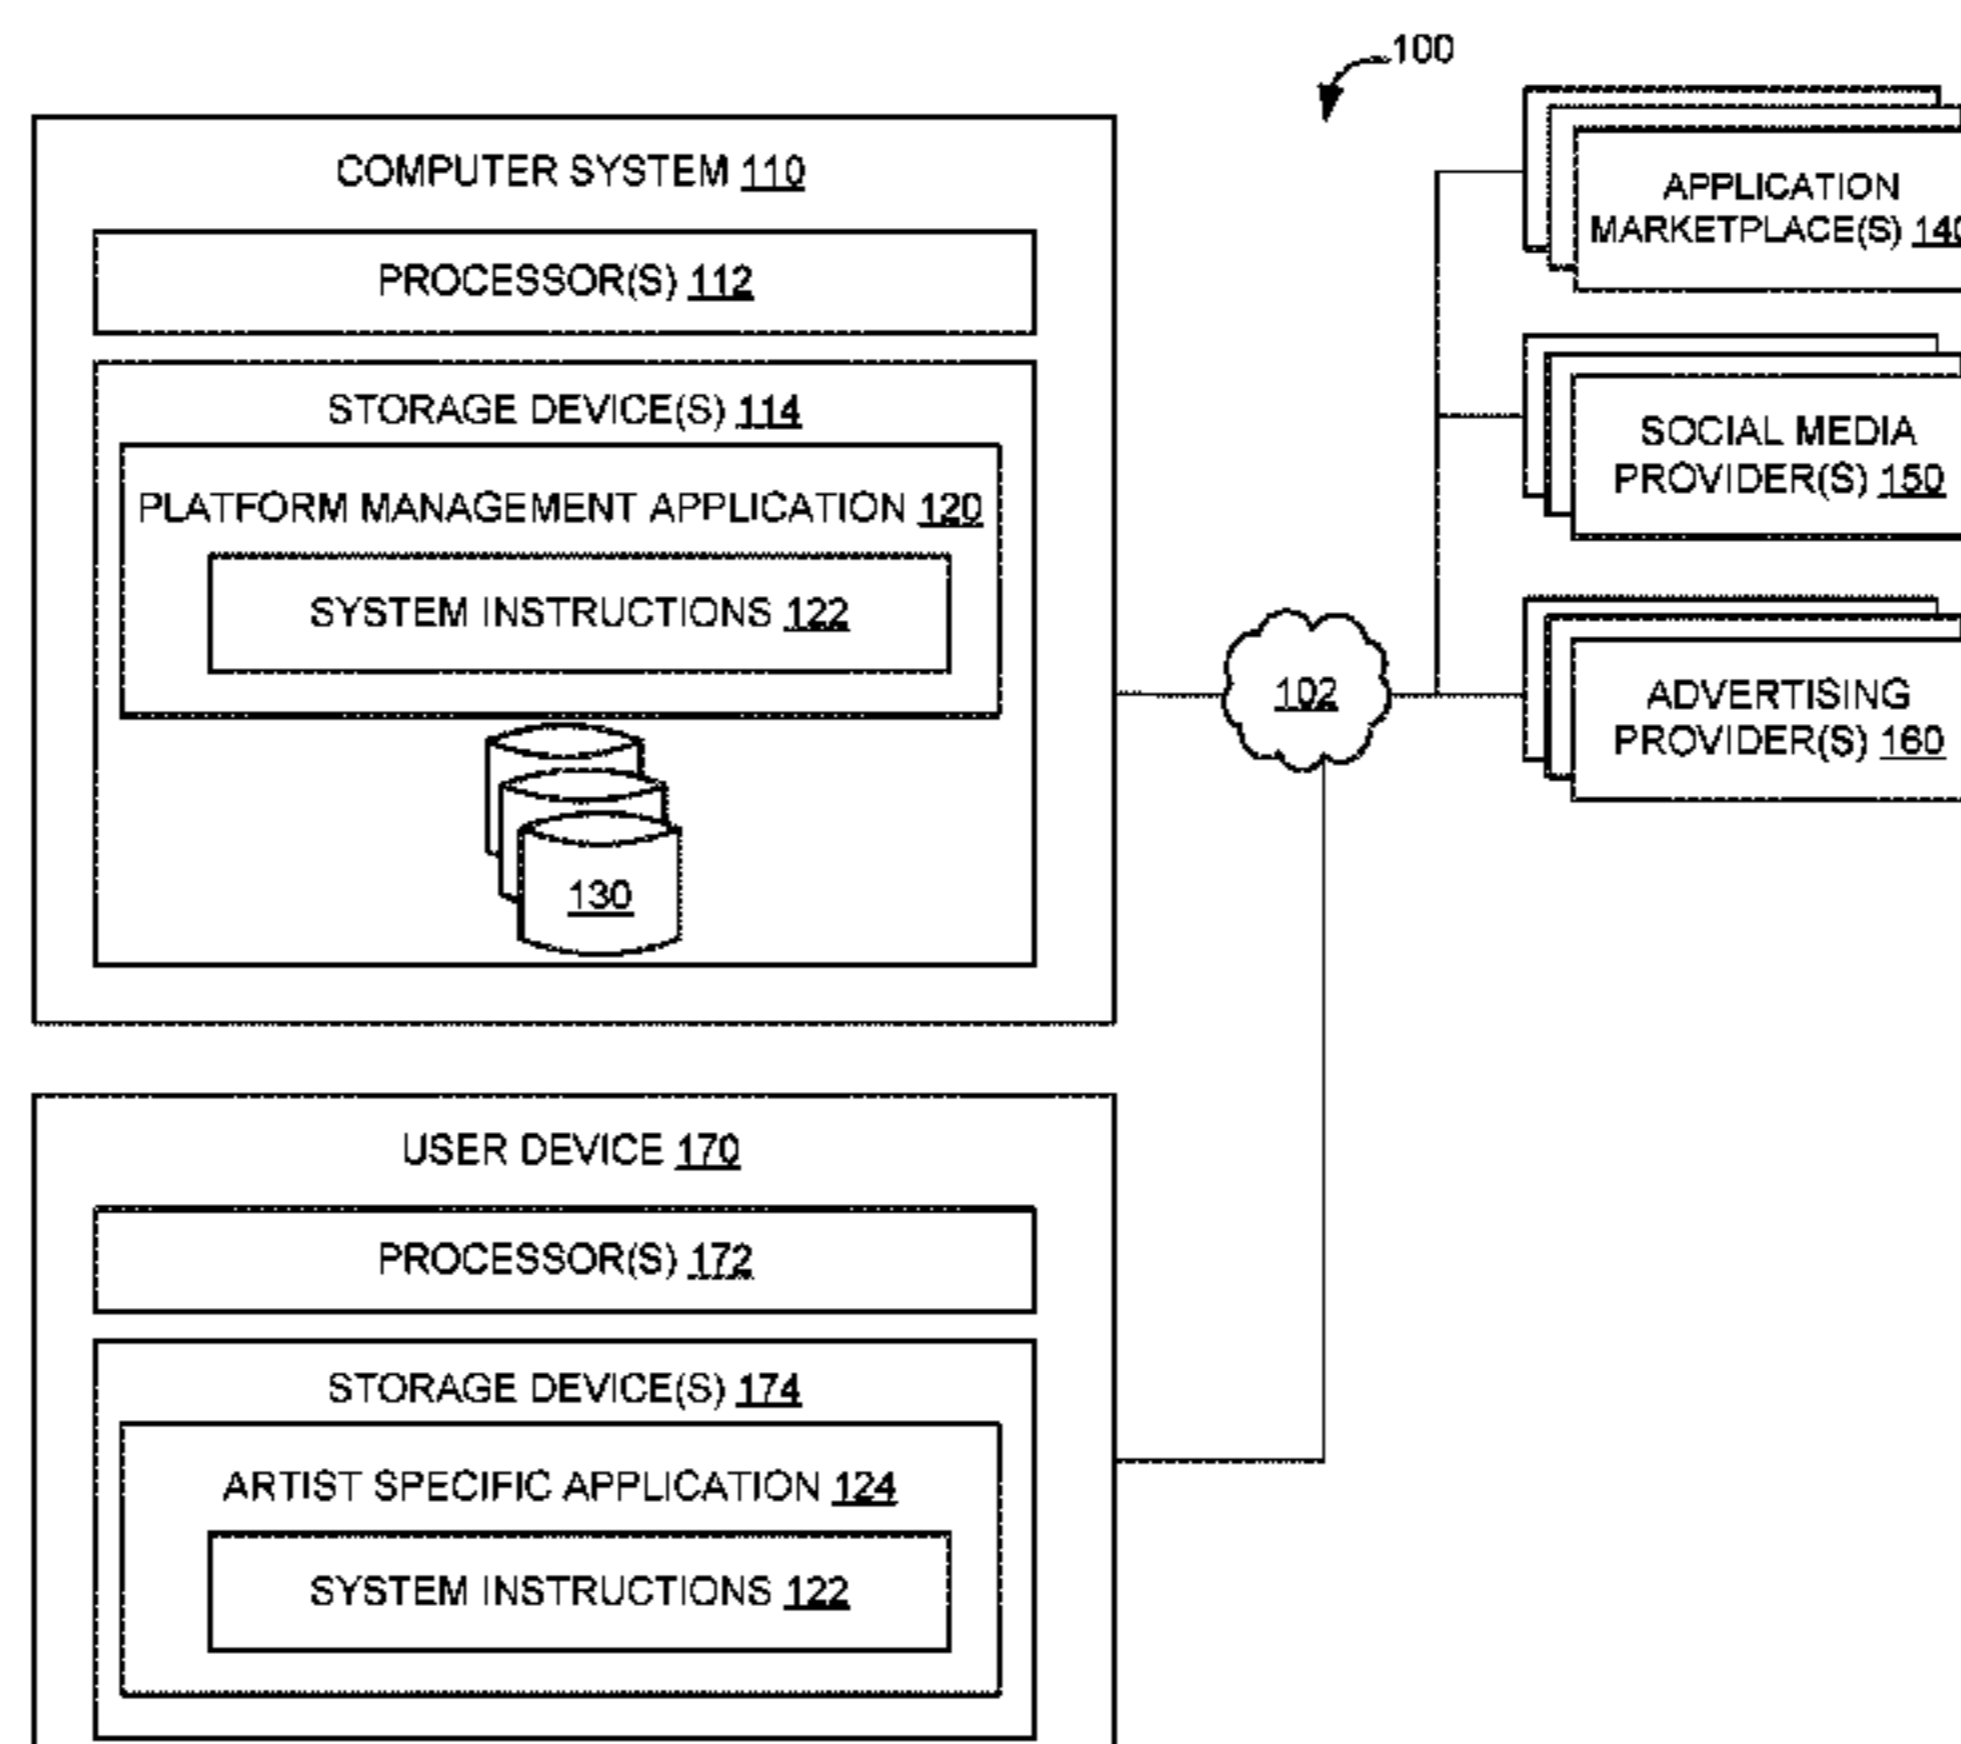 100
COMPUTER SYSTEM 110
PROCESSOR(S) 112
STORAGE DEVICE(S) 114
PLATFORM MANAGEMENT APPLICATION 120
SYSTEM INSTRUCTIONS 122
130
102
APPLICATION
MARKETPLACE(S) 140
SOCIAL MEDIA
PROVIDER(S) 150
ADVERTISING
PROVIDER(S) 160
USER DEVICE 170
PROCESSOR(S) 172
STORAGE DEVICE(S) 174
ARTIST SPECIFIC APPLICATION 124
SYSTEM INSTRUCTIONS 122